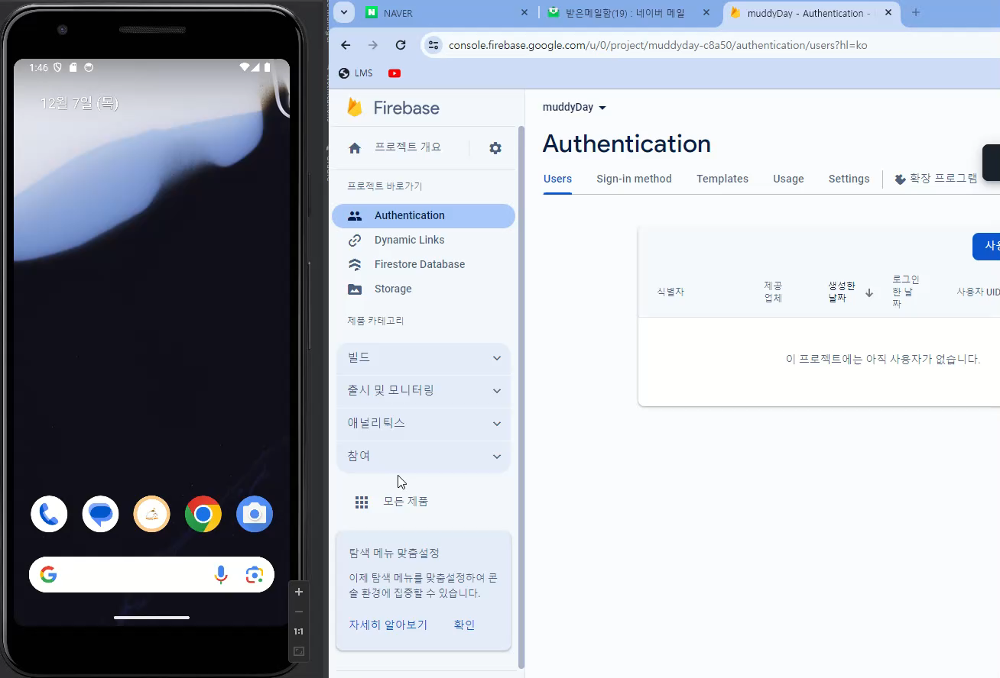 1:46
12월 7일 (목)
1:1
NAVER
받은메일함(19) : 네이버 메일
muddyDay - Authentication -
console.firebase.google.com/u/0/project/muddyday-c8a50/authentication/users?hl=ko
LMS
Firebase
프로젝트 개요
프로젝트 바로가기
Authentication
Dynamic Links
Firestore Database
Storage
제품 카테고리
빌드
출시 및 모니터링
애널리틱스
참여
모든 제품
탐색 메뉴 맞춤설정
이제 탐색 메뉴를 맞춤설정하여 콘
솔 환경에 집중할 수 있습니다.
자세히 알아보기 확인
muddyDay
Authentication
Users Sign-in method Templates Usage Settings 확장 프로그램
식별자
제공
업체
생성한
날짜
로그인
한 날
짜
사용자 UID
이 프로젝트에는 아직 사용자가 없습니다.